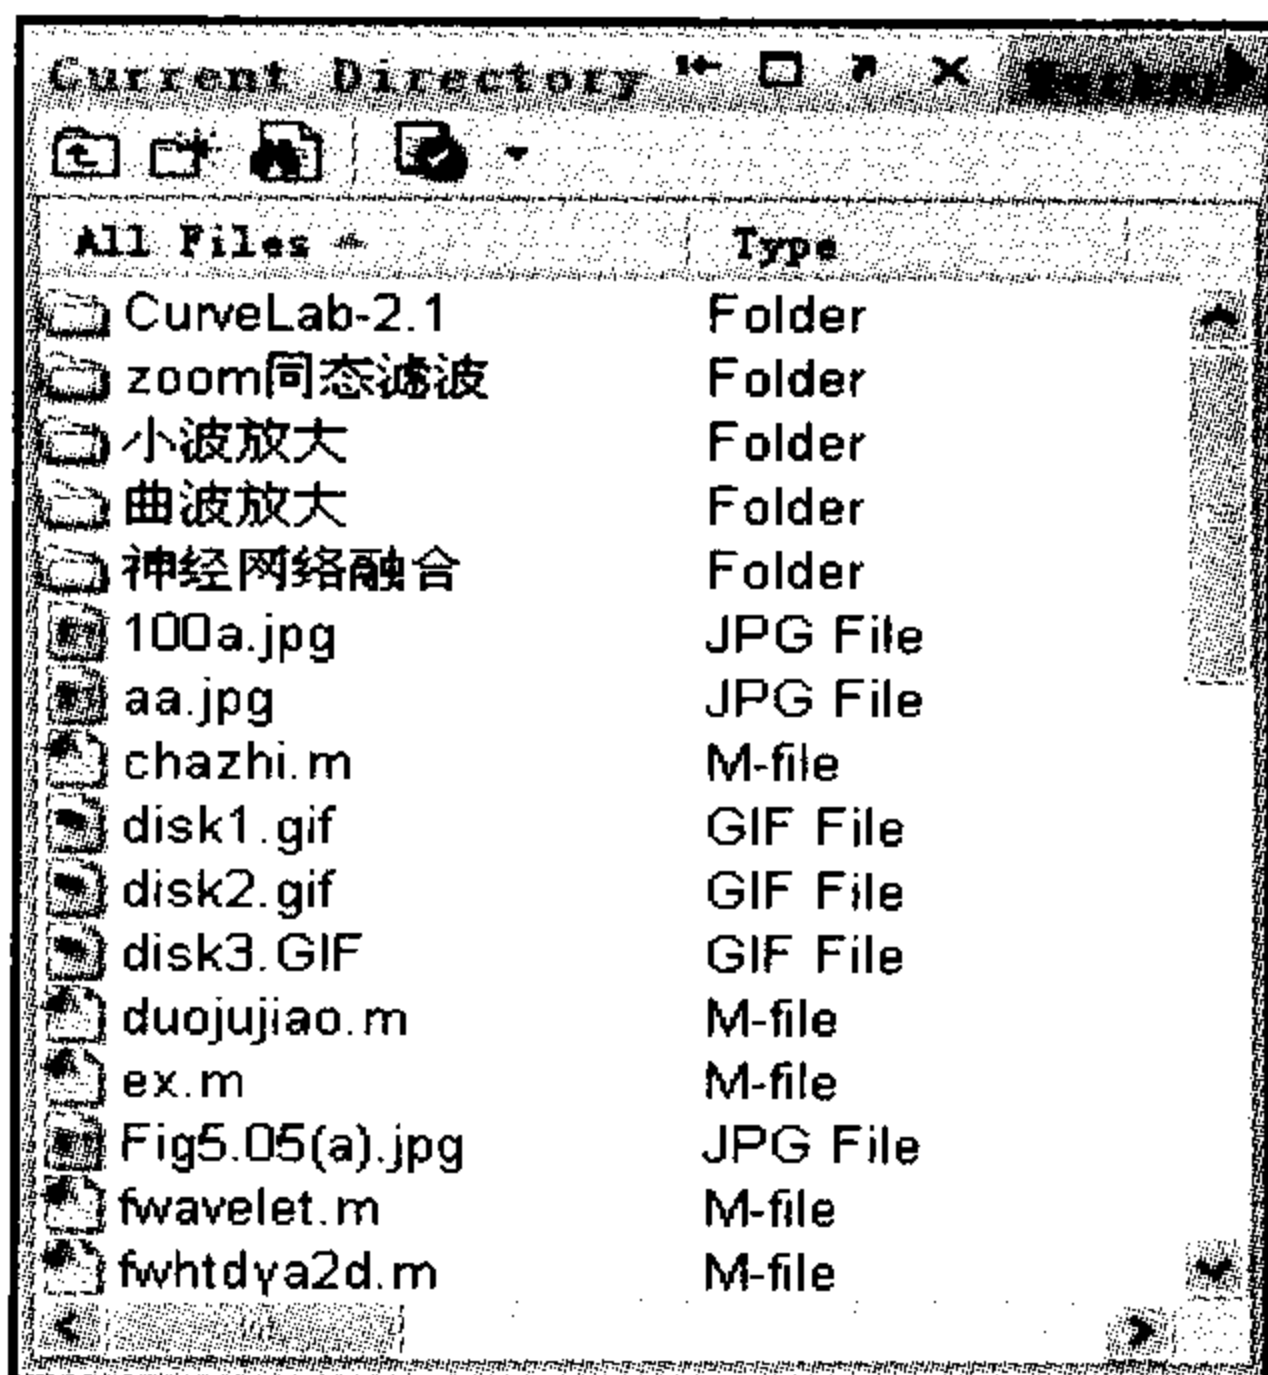 Current Directory
All Files Type
CurveLab-2.1 Folder
zoom同态滤波 Folder
小波放大 Folder
曲波放大 Folder
神经网络融合 Folder
100a.jpg JPG File
aa.jpg JPG File
chazhi.m M-file
disk1.gif GIF File
disk2.gif GIF File
disk3.GIF GIF File
duojujiao.m M-file
ex.m M-file
Fig5.05(a).jpg JPG File
fwavelet.m M-file
fwhtdya2d.m M-file